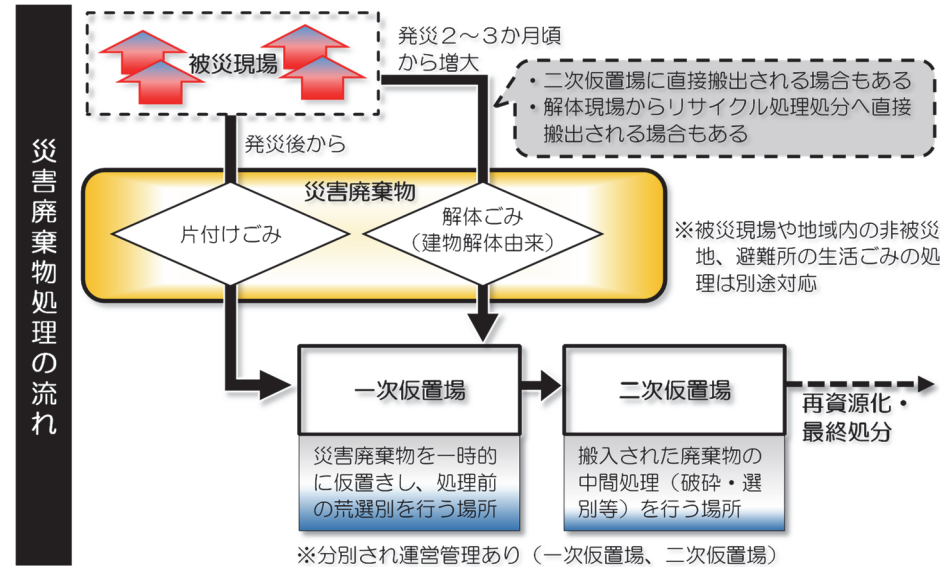 災害廃棄物処理の流れ
被災現場
発災2～3か月頃
から増大
・二次仮置場に直接搬出される場合もある
・解体現場からリサイクル処理処分へ直接
搬出される場合もある
発災後から
災害廃棄物
片付けごみ
解体ごみ
（建物解体由来）
※被災現場や地域内の非被災
地、避難所の生活ごみの処
理は別途対応
一次仮置場
二次仮置場
再資源化・
最終処分
災害廃棄物を一時的
に仮置きし、処理前
の荒選別を行う場所
搬入された廃棄物の
中間処理（破砕・選
別等）を行う場所
※分別され運営管理あり（一次仮置場、二次仮置場）